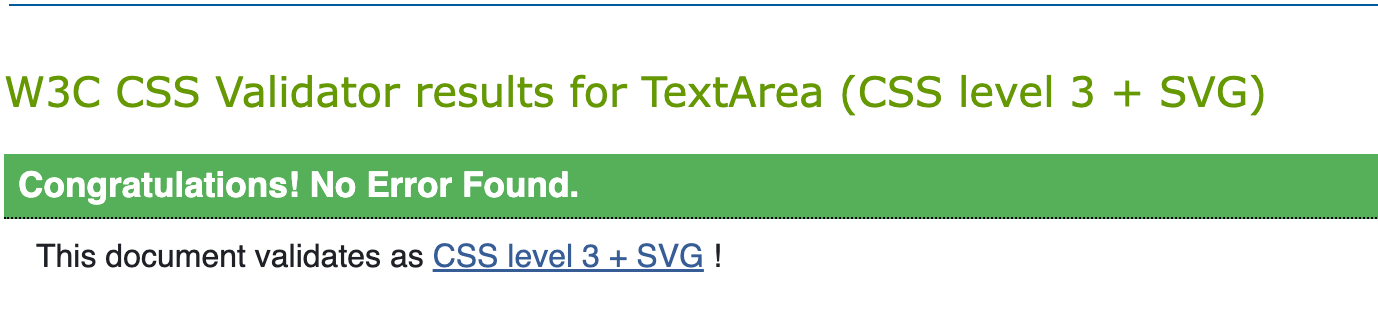 W3C CSS Validator results for TextArea (CSS level 3 + SVG)
Congratulations! No Error Found.
This document validates as CSS level 3 + SVG !